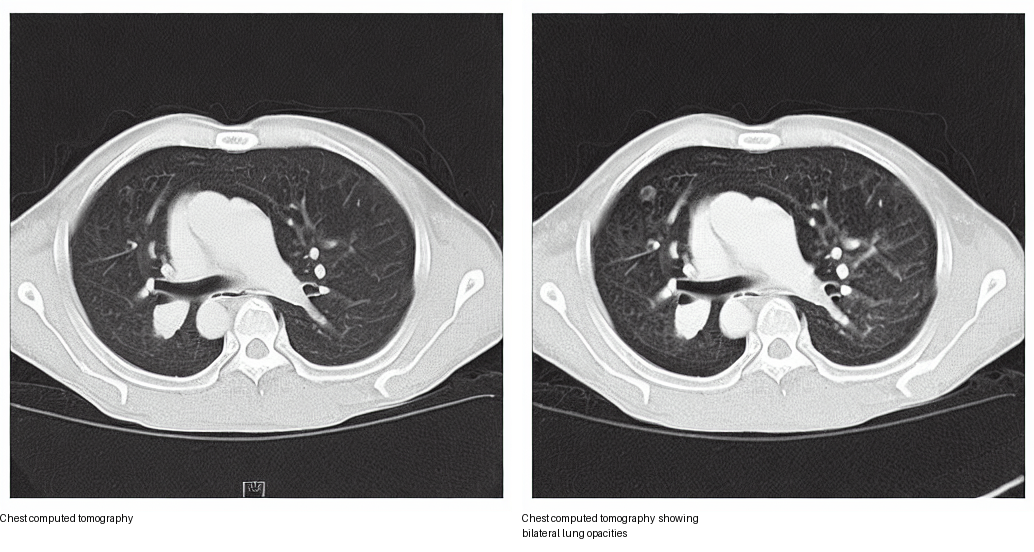 Chest computed tomography
Chest computed tomography showing
bilateral lung opacities